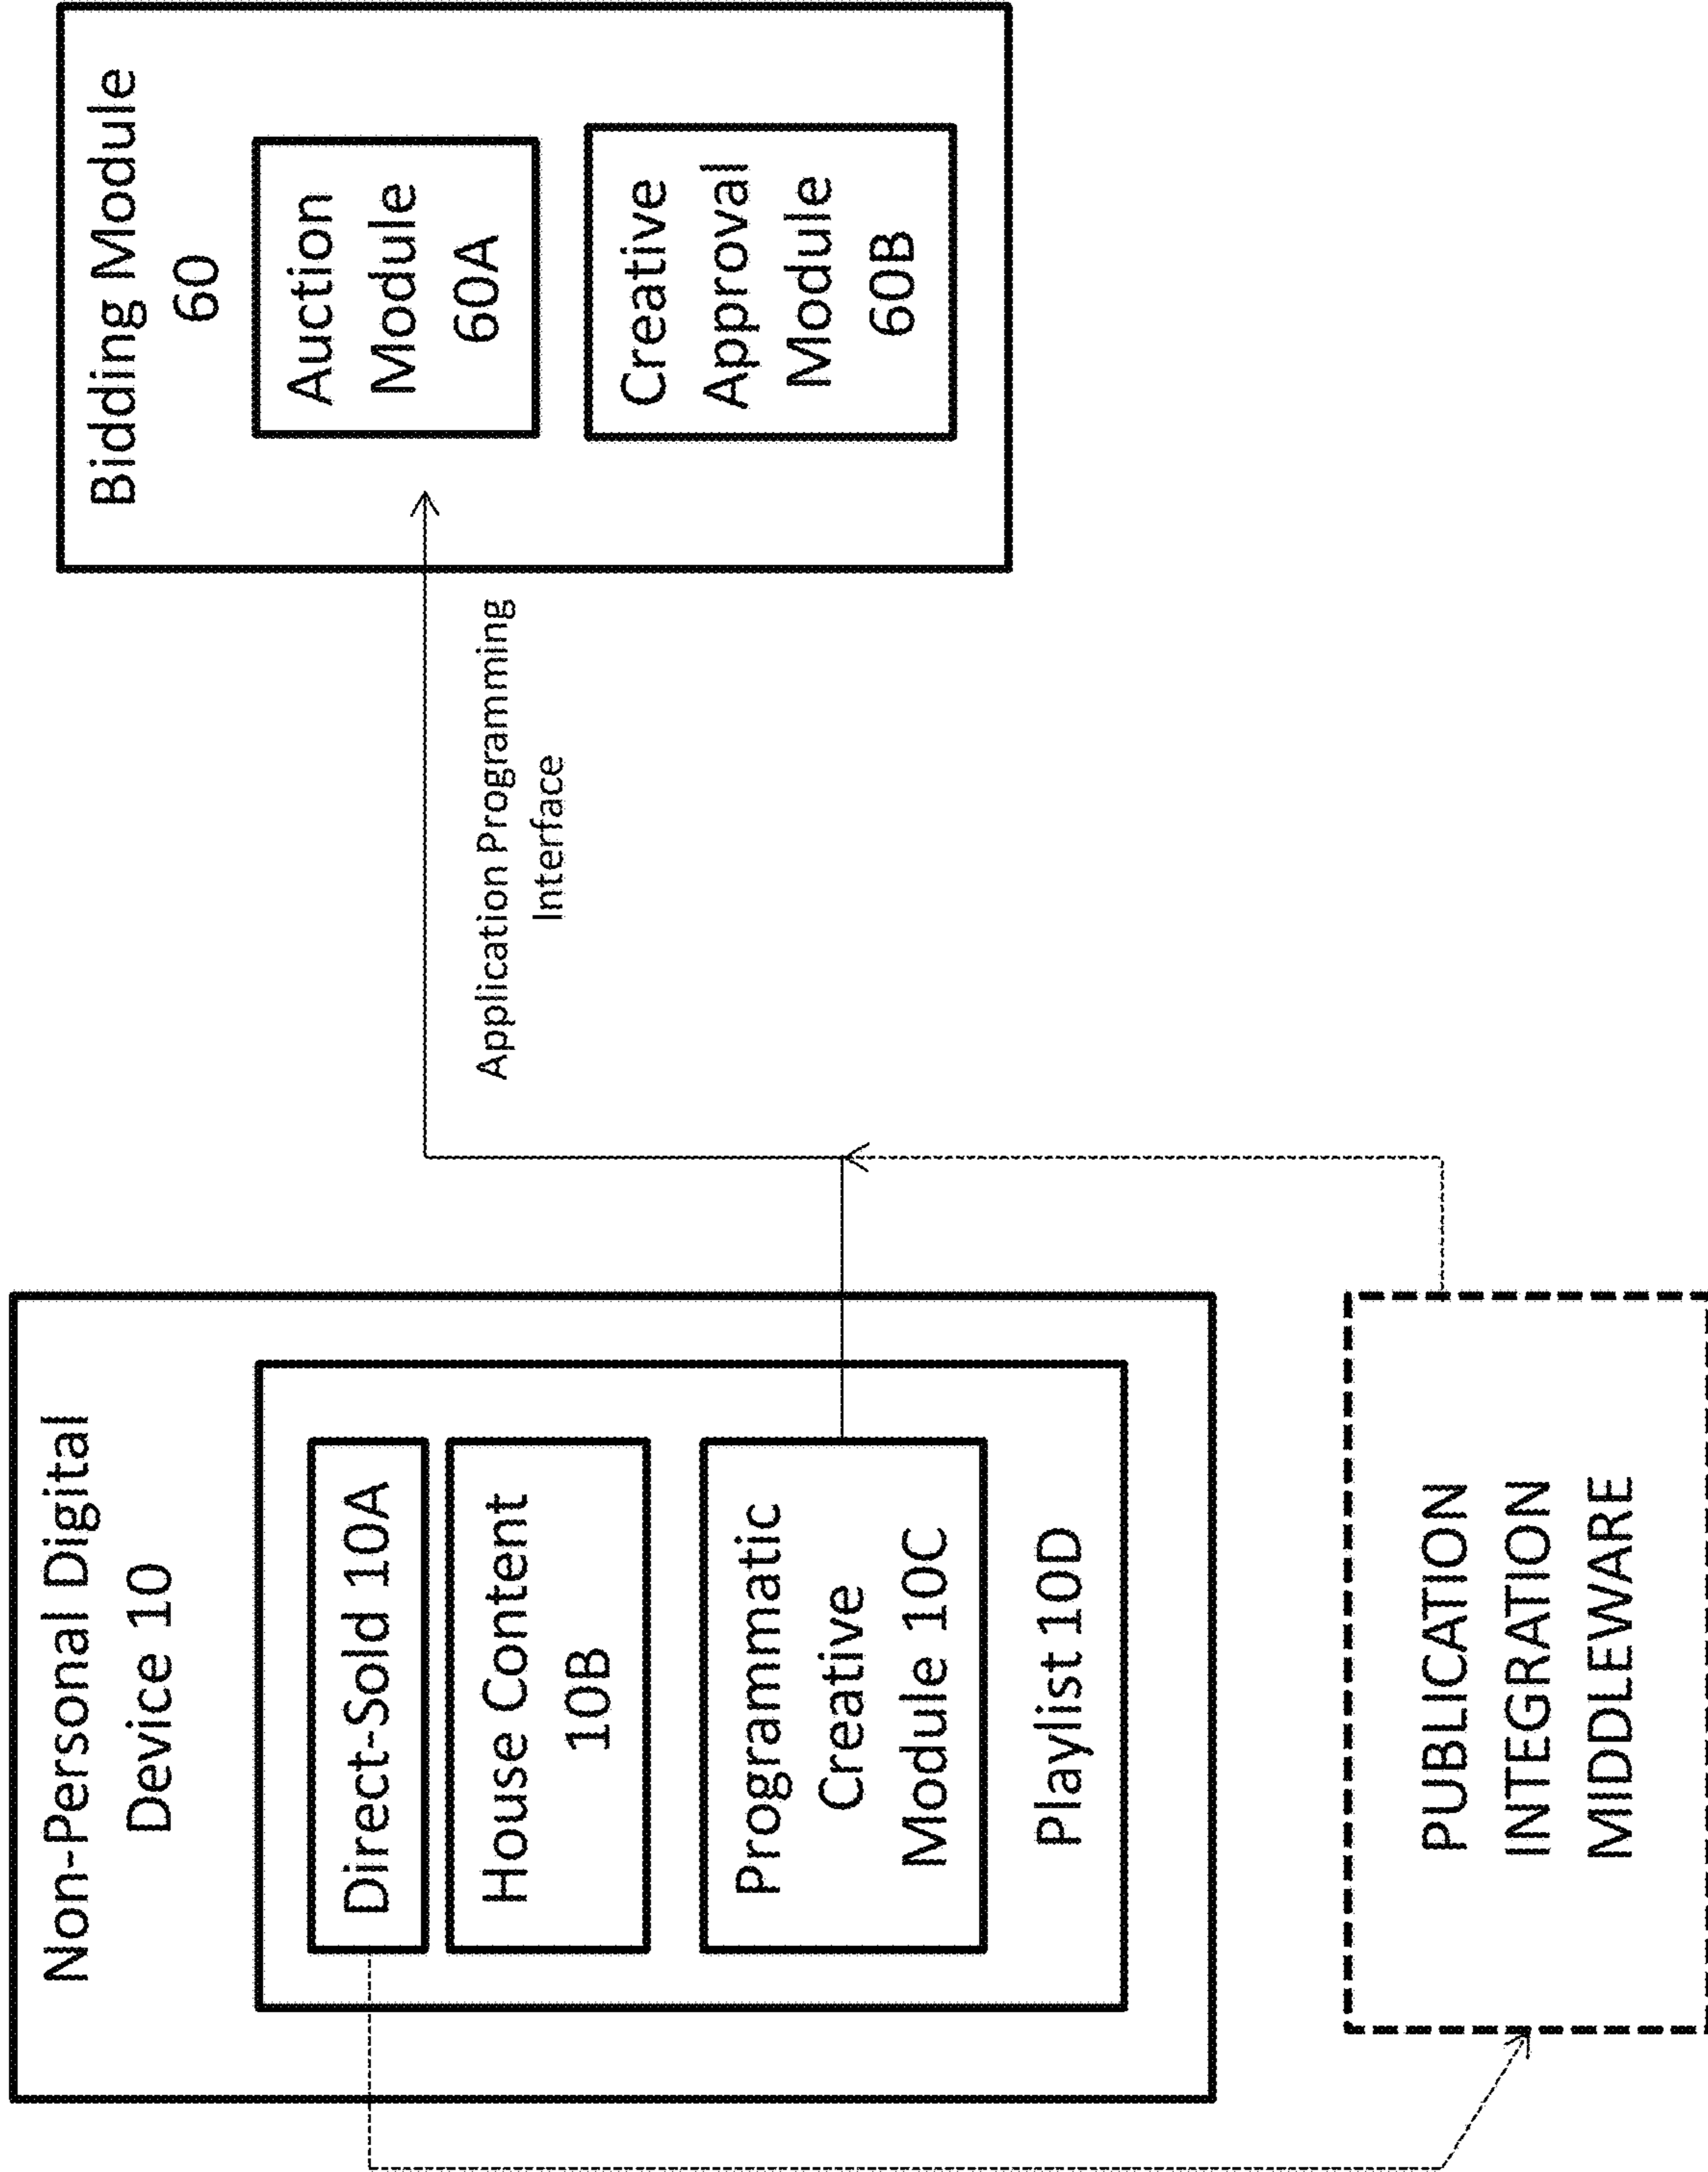 Non-Personal Digital
Device 10
Direct-Sold 10A
House Content
10B
Programmatic
Creative
Module 10C
Playlist 10D
PUBLICATION
INTEGRATION
MIDDLEWARE
Application Programming
Interface
Bidding Module
60
Auction
Module
60A
Creative
Approval
Module
60B